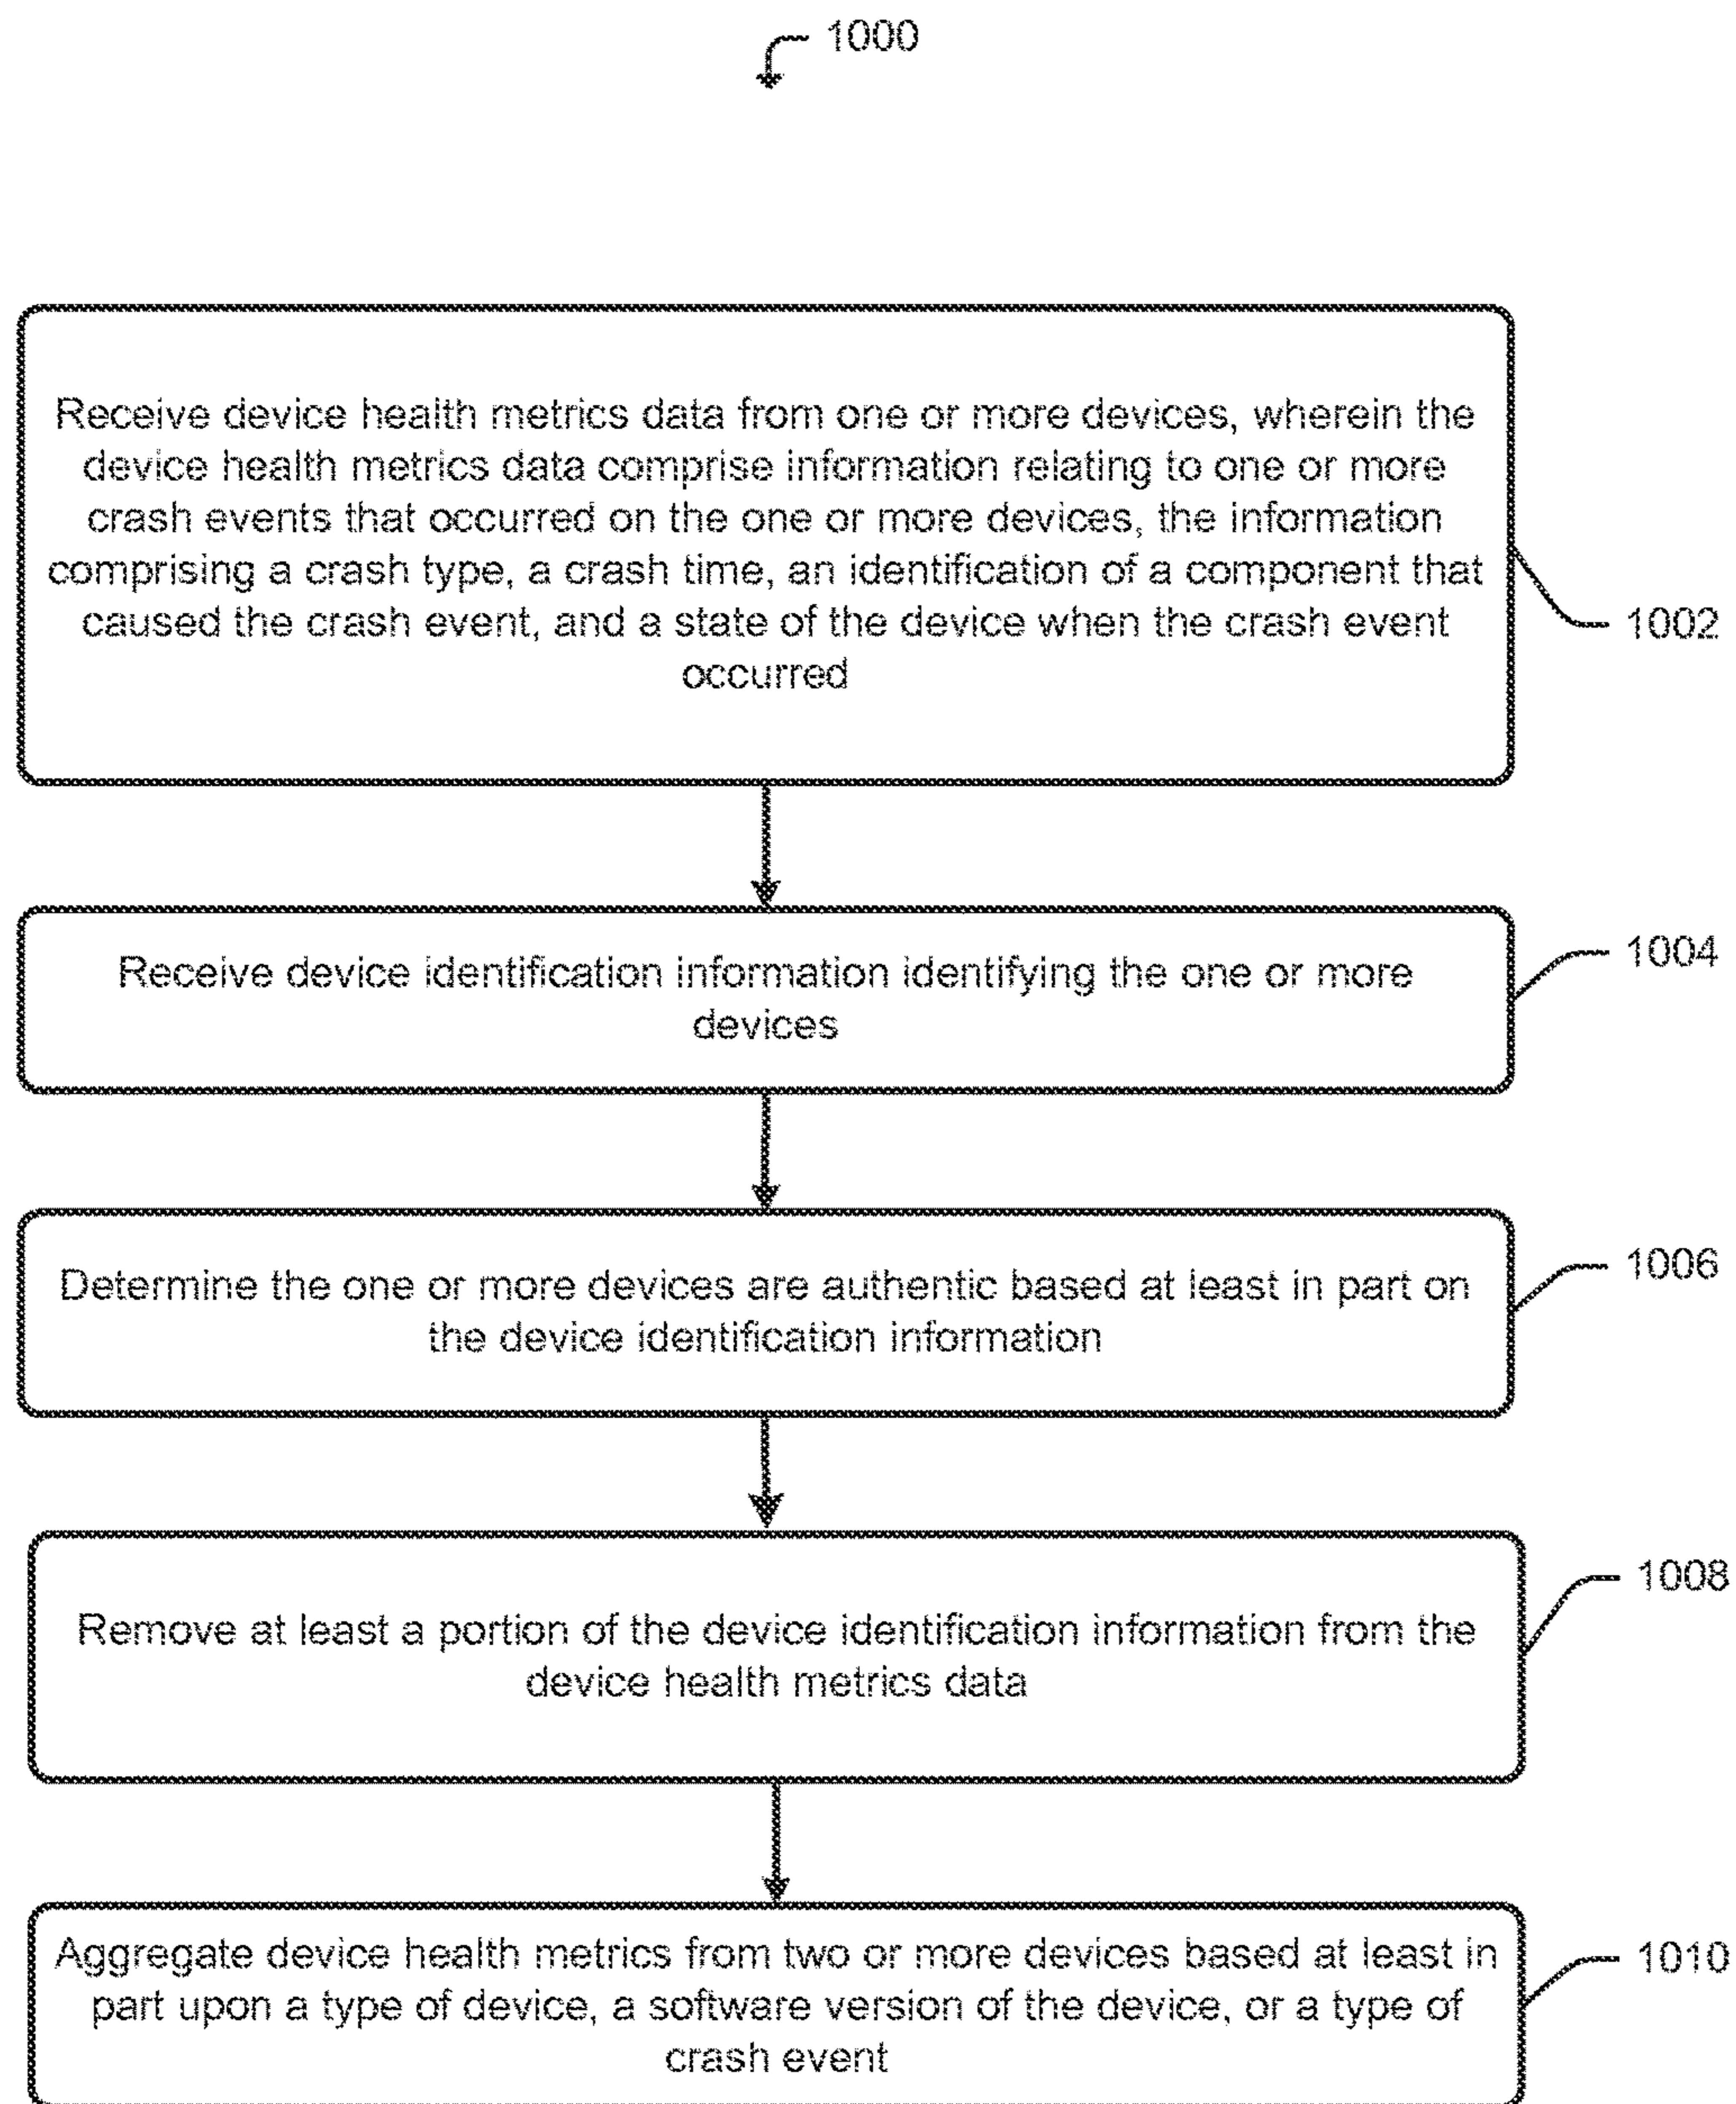 1000
Receive device health metrics data from one or more devices, wherein the
device health metrics data comprise information relating to one or more
crash events that occurred on the one or more devices, the information
comprising a crash type, a crash time, an identification of a component that
caused the crash event, and a state of the device when the crash event
occurred
1002
Receive device identification information identifying the one or more
devices
1004
Determine the one or more devices are authentic based at least in part on
the device identification information
1006
Remove at least a portion of the device identification information from the
device health metrics data
1008
Aggregate device health metrics from two or more devices based at least in
part upon a type of device, a software version of the device, or a type of
crash event
1010